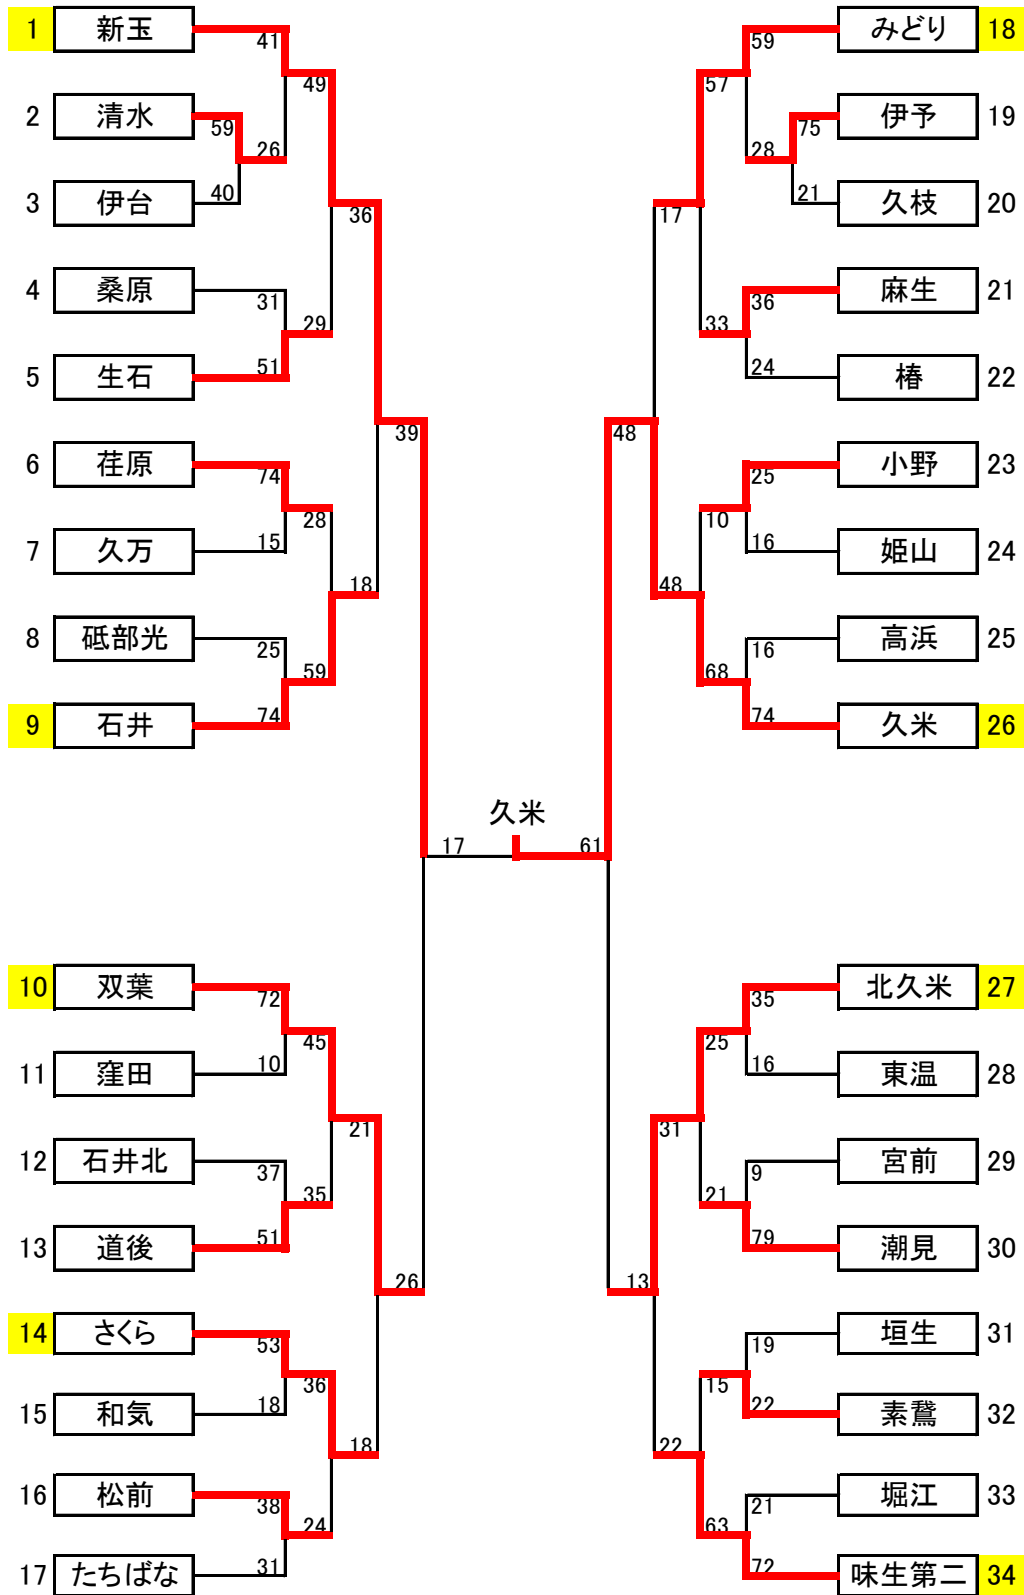 1 新玉 41 59 みどり 18
49 57
2 清水 59 75 伊予 19
26 28
3 伊台 40 21 久枝 20
36 17
4 桑原 31 36 麻生 21
29 33
5 生石 51 24 椿 22
39 48
6 荏原 74 25 小野 23
28 10
7 久万 15 16 姫山 24
18 48
8 砥部光 25 16 高浜 25
59 68
9 石井 74 74 久米 26
久米
17 61
10 双葉 72 35 北久米 27
45 25
11 窪田 10 16 東温 28
21 31
12 石井北 37 9 宮前 29
35 21
13 道後 51 79 潮見 30
26 13
14 さくら 53 19 垣生 31
36 15
15 和気 18 22 素鵞 32
18 22
16 松前 38 21 堀江 33
24 63
17 たちばな 31 72 味生第二 34